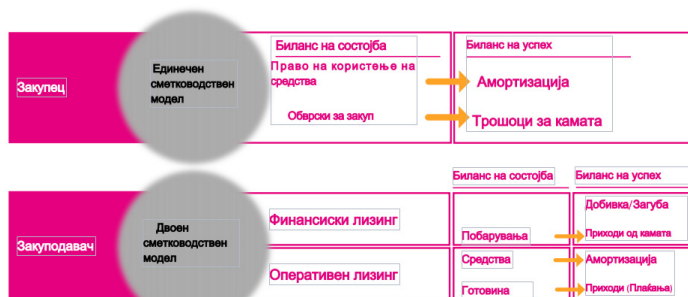 Закупец
Единечен
сметководствен
модел
Биланс на состојба
Право на користење на
средства
Обврски за закуп
Биланс на успех
Амортизација
Трошоци за камата
Закуподавач
Двоен
сметководствен
модел
Финансиски лизинг
Оперативен лизинг
Биланс на состојба
Биланс на успех
Побарувања
Добивка/Загуба
Приходи од камата
Средства
Амортизација
Готовина
Приходи (Плаќања)